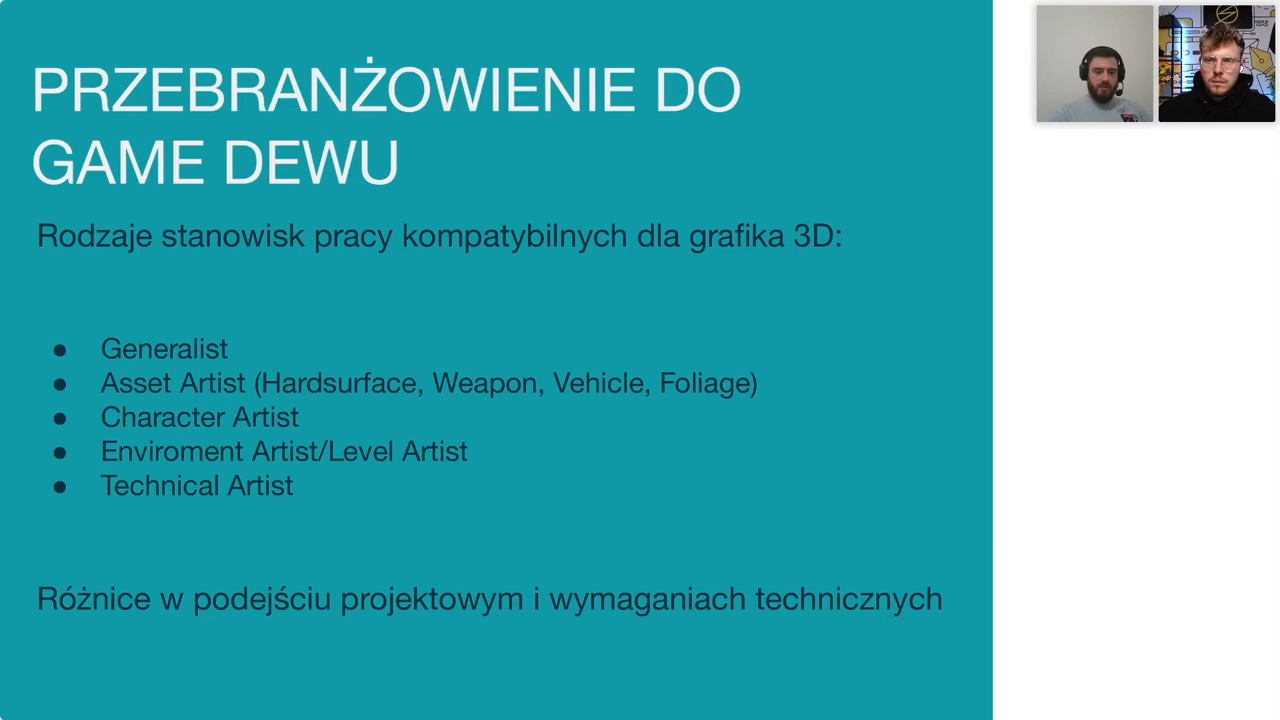 PRZEBRANŻOWIENIE DO
GAME DEWU
Rodzaje stanowisk pracy kompatybilnych dla grafika 3D:
● Generalist
● Asset Artist (Hardsurface, Weapon, Vehicle, Foliage)
● Character Artist
● Enviroment Artist/Level Artist
● Technical Artist
Różnice w podejściu projektowym i wymaganiach technicznych